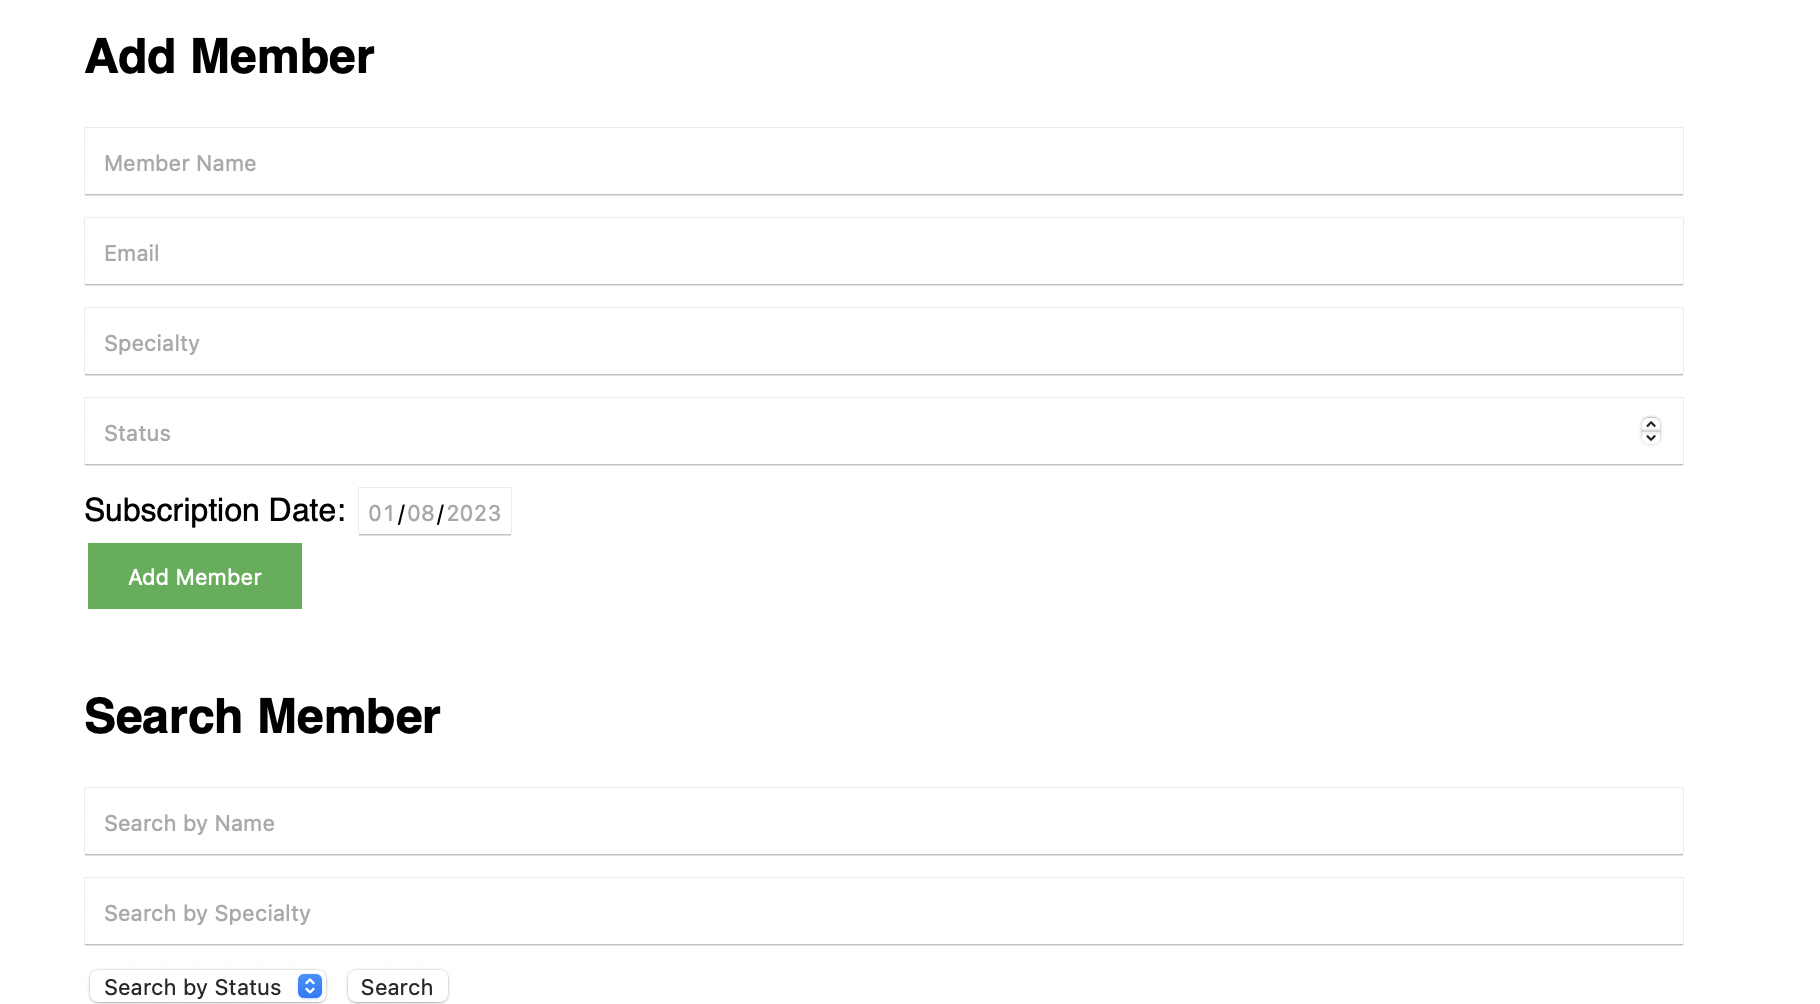 Add Member
Member Name
Email
Specialty
Status
Subscription Date: 01/08/2023
Add Member
Search Member
Search by Name
Search by Specialty
Search by Status Search